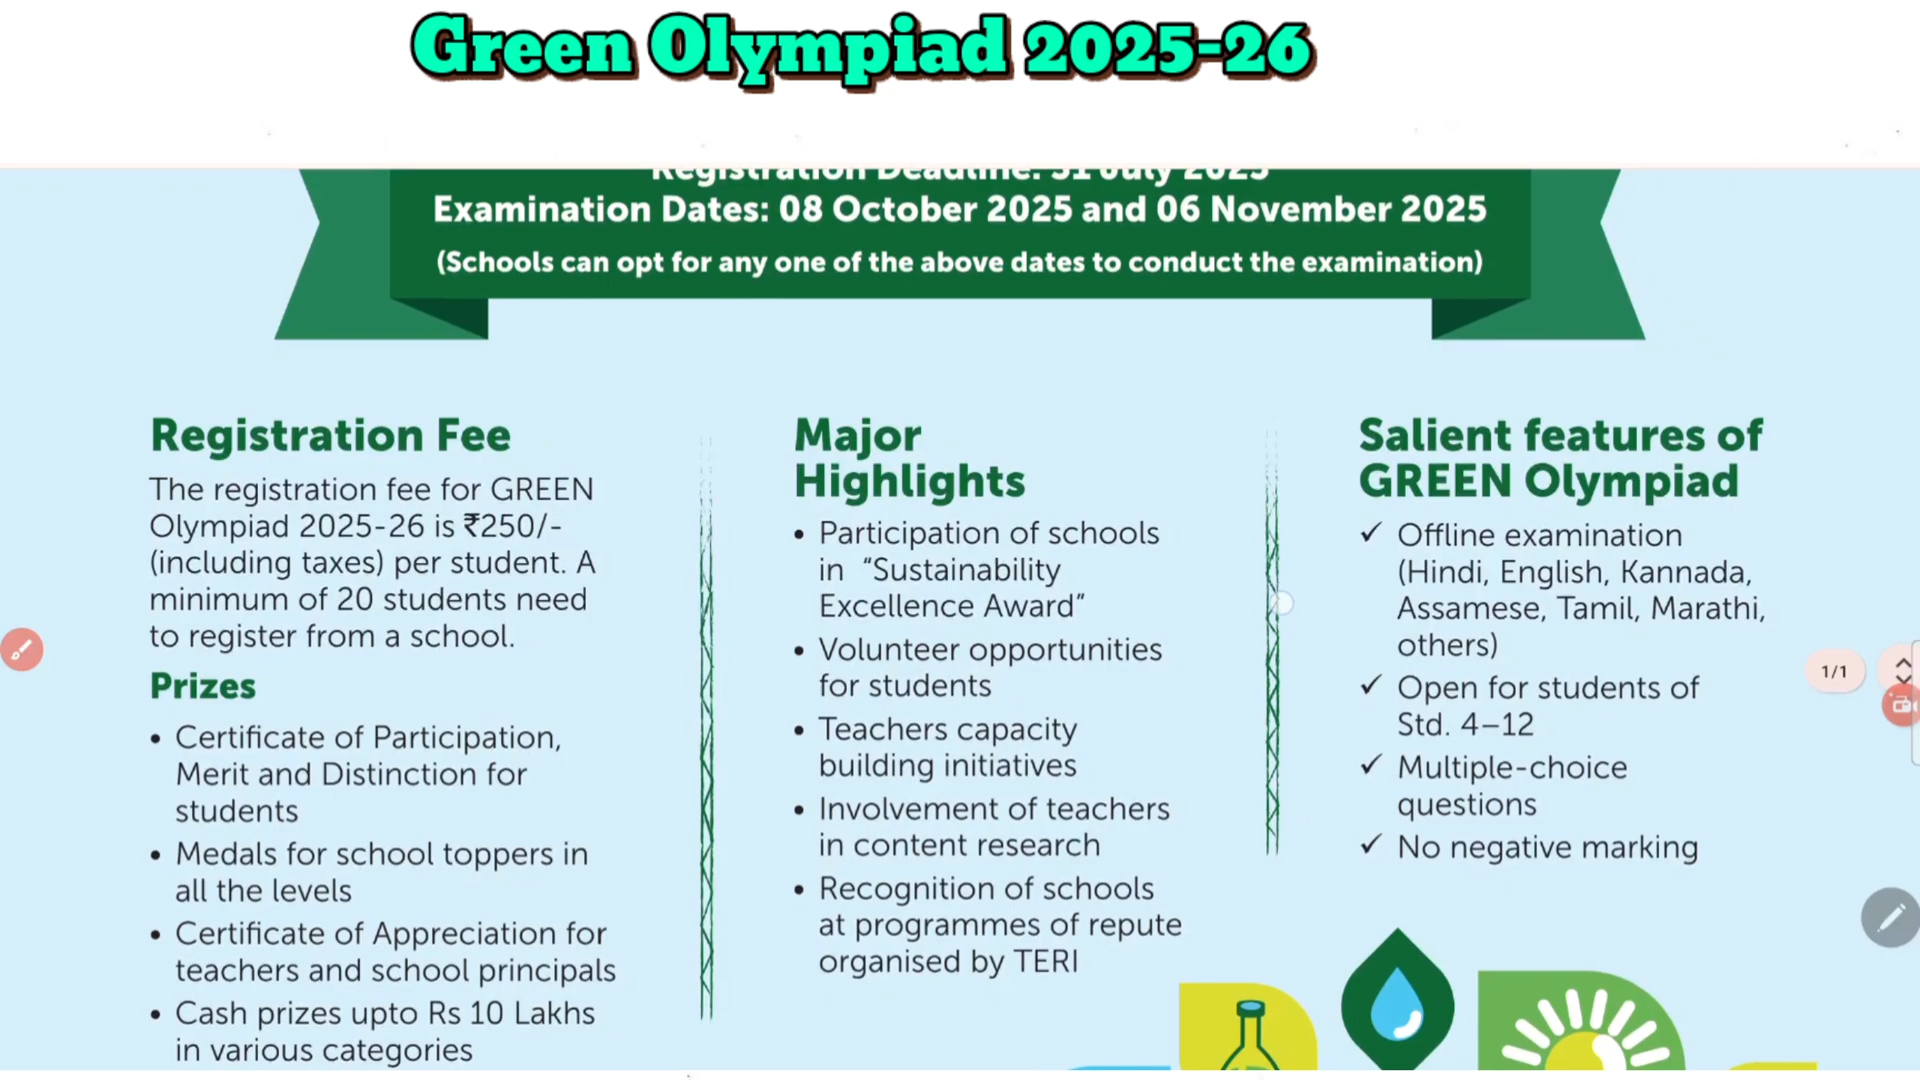 Green Olympiad 2025-26
Registration Deadline: 31 July 2025
Examination Dates: 08 October 2025 and 06 November 2025
(Schools can opt for any one of the above dates to conduct the examination)
Registration Fee
The registration fee for GREEN
Olympiad 2025-26 is ₹250/-
(including taxes) per student. A
minimum of 20 students need
to register from a school.
Prizes
• Certificate of Participation,
Merit and Distinction for
students
• Medals for school toppers in
all the levels
• Certificate of Appreciation for
teachers and school principals
• Cash prizes upto Rs 10 Lakhs
in various categories
Major
Highlights
• Participation of schools
in “Sustainability
Excellence Award”
• Volunteer opportunities
for students
• Teachers capacity
building initiatives
• Involvement of teachers
in content research
• Recognition of schools
at programmes of repute
organised by TERI
Salient features of
GREEN Olympiad
✓ Offline examination
(Hindi, English, Kannada,
Assamese, Tamil, Marathi,
others)
✓ Open for students of
Std. 4–12
✓ Multiple-choice
questions
✓ No negative marking
1/1